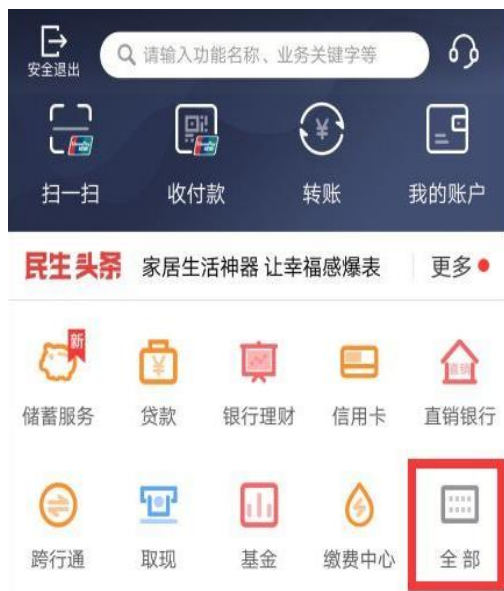 安全退出
请输入功能名称、业务关键字等
扫一扫 收付款 转账 我的账户
民生头条 家居生活神器 让幸福感爆表 更多
新
直销
储蓄服务 贷款 银行理财 信用卡 直销银行
跨行通 取现 基金 缴费中心 全部